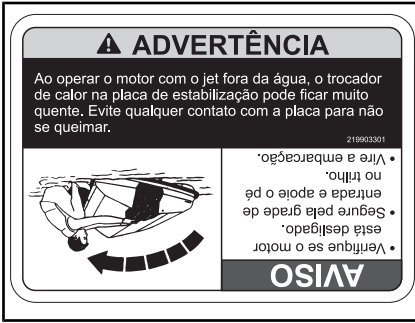 ADVERTÊNCIA
Ao operar o motor com o jet fora da água, o trocador
de calor na placa de estabilização pode ficar muito
quente. Evite qualquer contato com a placa para não
se queimar.
219903301
AVISO
• Verifique se o motor
está desligado.
• Segure pela grade de
entrada e apoie o pé
no trilho.
• Vire a embarcação.